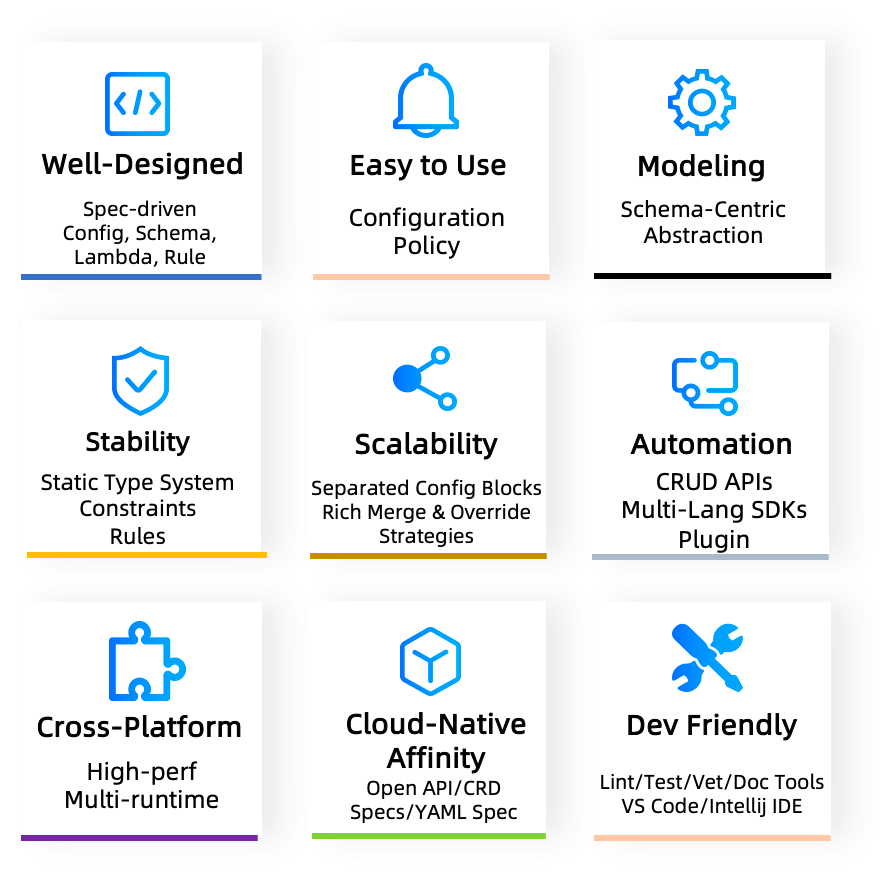 Well-Designed
Spec-driven
Config, Schema,
Lambda, Rule
Easy to Use
Configuration
Policy
Modeling
Schema-Centric
Abstraction
Stability
Static Type System
Constraints
Rules
Scalability
Separated Config Blocks
Rich Merge & Override
Strategies
Automation
CRUD APIs
Multi-Lang SDKs
Plugin
Cross-Platform
High-perf
Multi-runtime
Cloud-Native
Affinity
Open API/CRD
Specs/YAML Spec
Dev Friendly
Lint/Test/Vet/Doc Tools
VS Code/Intellij IDE